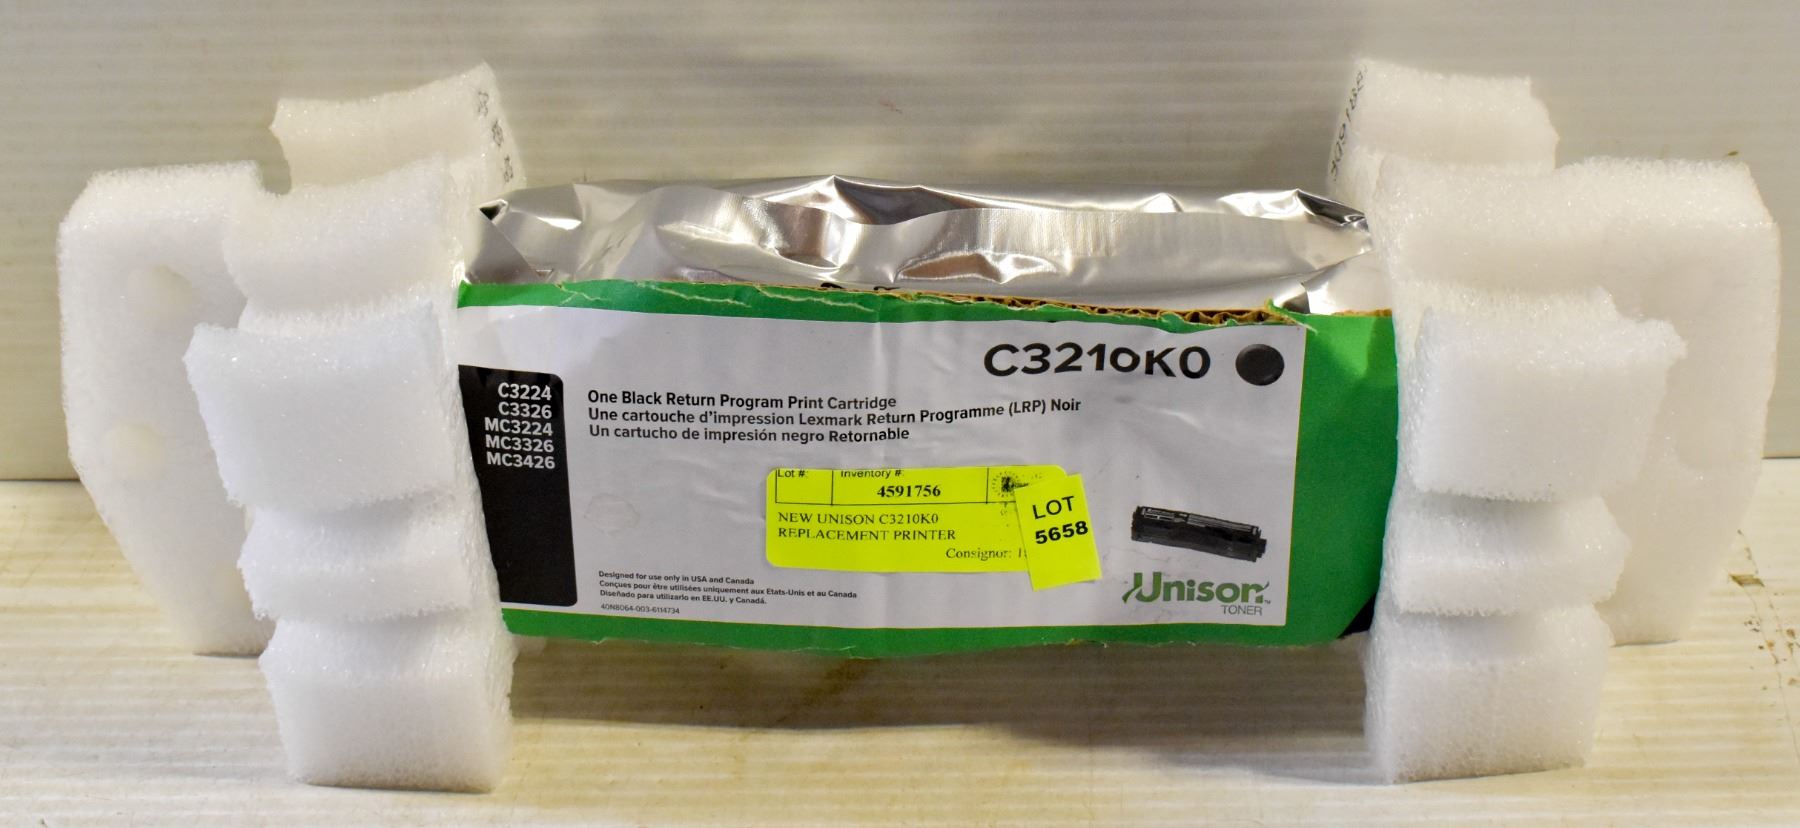 C3210K0
C3224
C3326
MC3224
MC3326
MC3426
One Black Return Program Print Cartridge
Une cartouche d'impression Lexmark Return Programme (LRP) Noir
Un cartucho de impresión negro Retornable
Lot #: Inventory #:
4591756
NEW UNISON C3210K0
REPLACEMENT PRINTER
Consignor:
LOT
5658
Designed for use only in USA and Canada
Conçues pour être utilisées uniquement aux Etats-Unis et au Canada
Diseñado para utilizarlo en EE.UU. y Canadá.
40N8064-003-6114734
Unison™
TONER